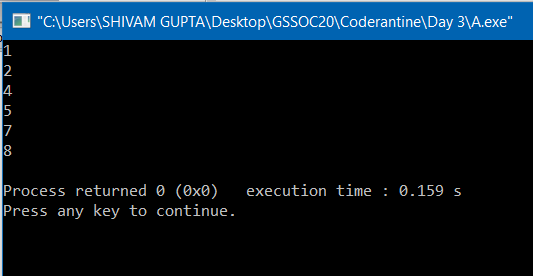 "C:\Users\SHIVAM GUPTA\Desktop\GSSOC20\Coderantine\Day 3\A.exe"
1
2
4
5
7
8
Process returned 0 (0x0)   execution time : 0.159 s
Press any key to continue.